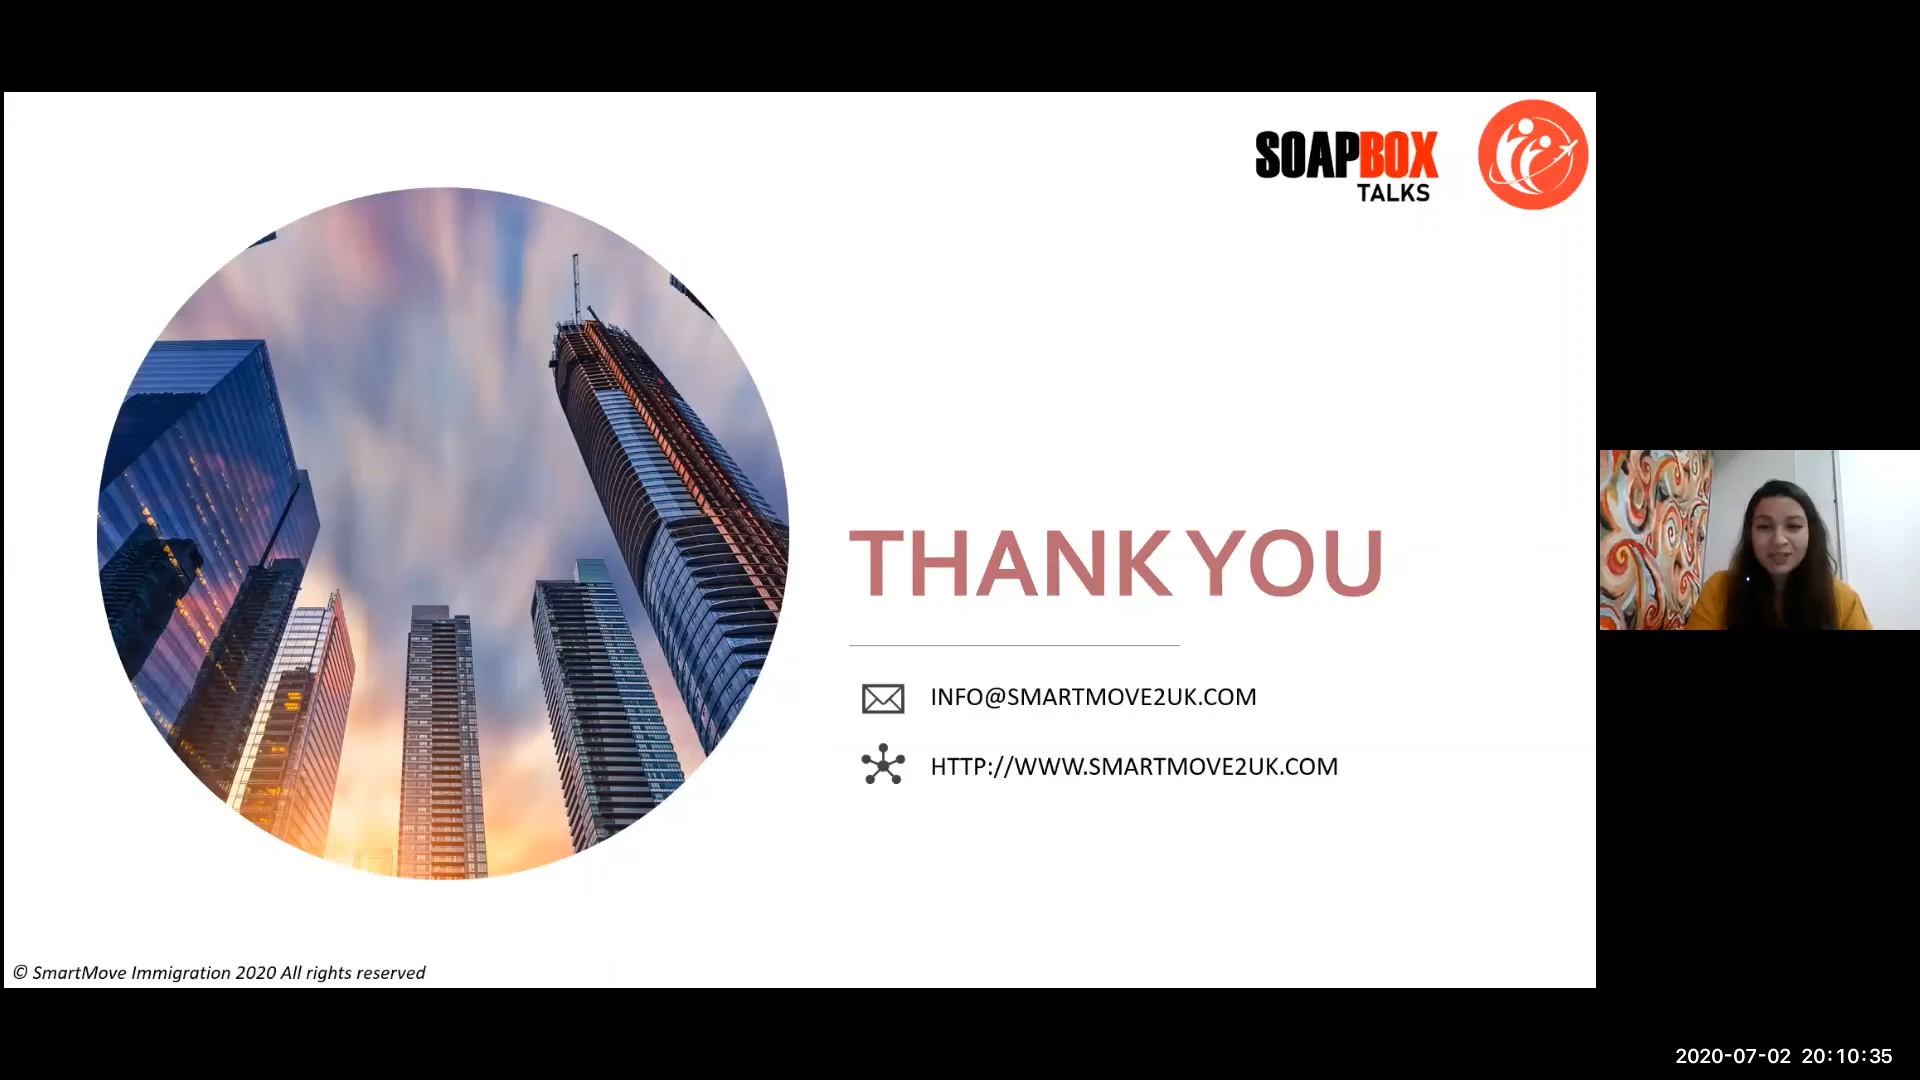 SOAPBOX
TALKS
THANK YOU
INFO@SMARTMOVE2UK.COM
HTTP://WWW.SMARTMOVE2UK.COM
© SmartMove Immigration 2020 All rights reserved
2020-07-02 20:10:35